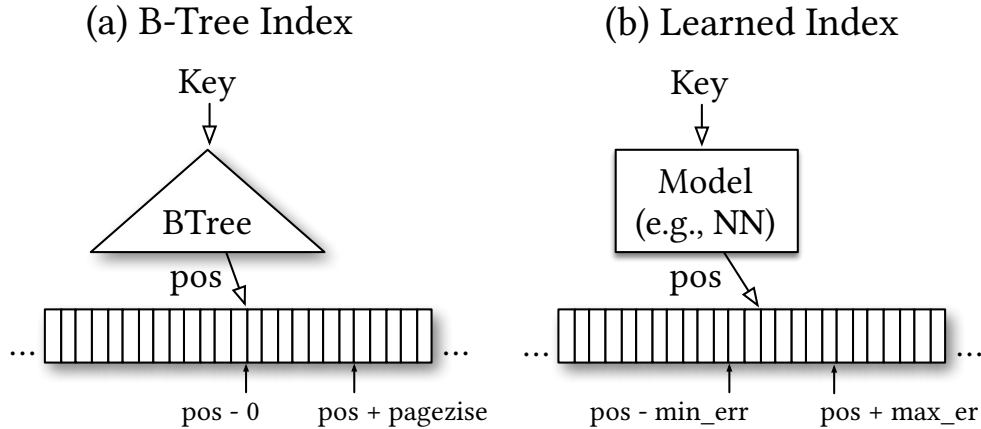 (a) B-Tree Index
Key
BTree
pos
... ...
pos - 0 pos + pagezise
(b) Learned Index
Key
Model
(e.g., NN)
pos
... ...
pos - min_err pos + max_er